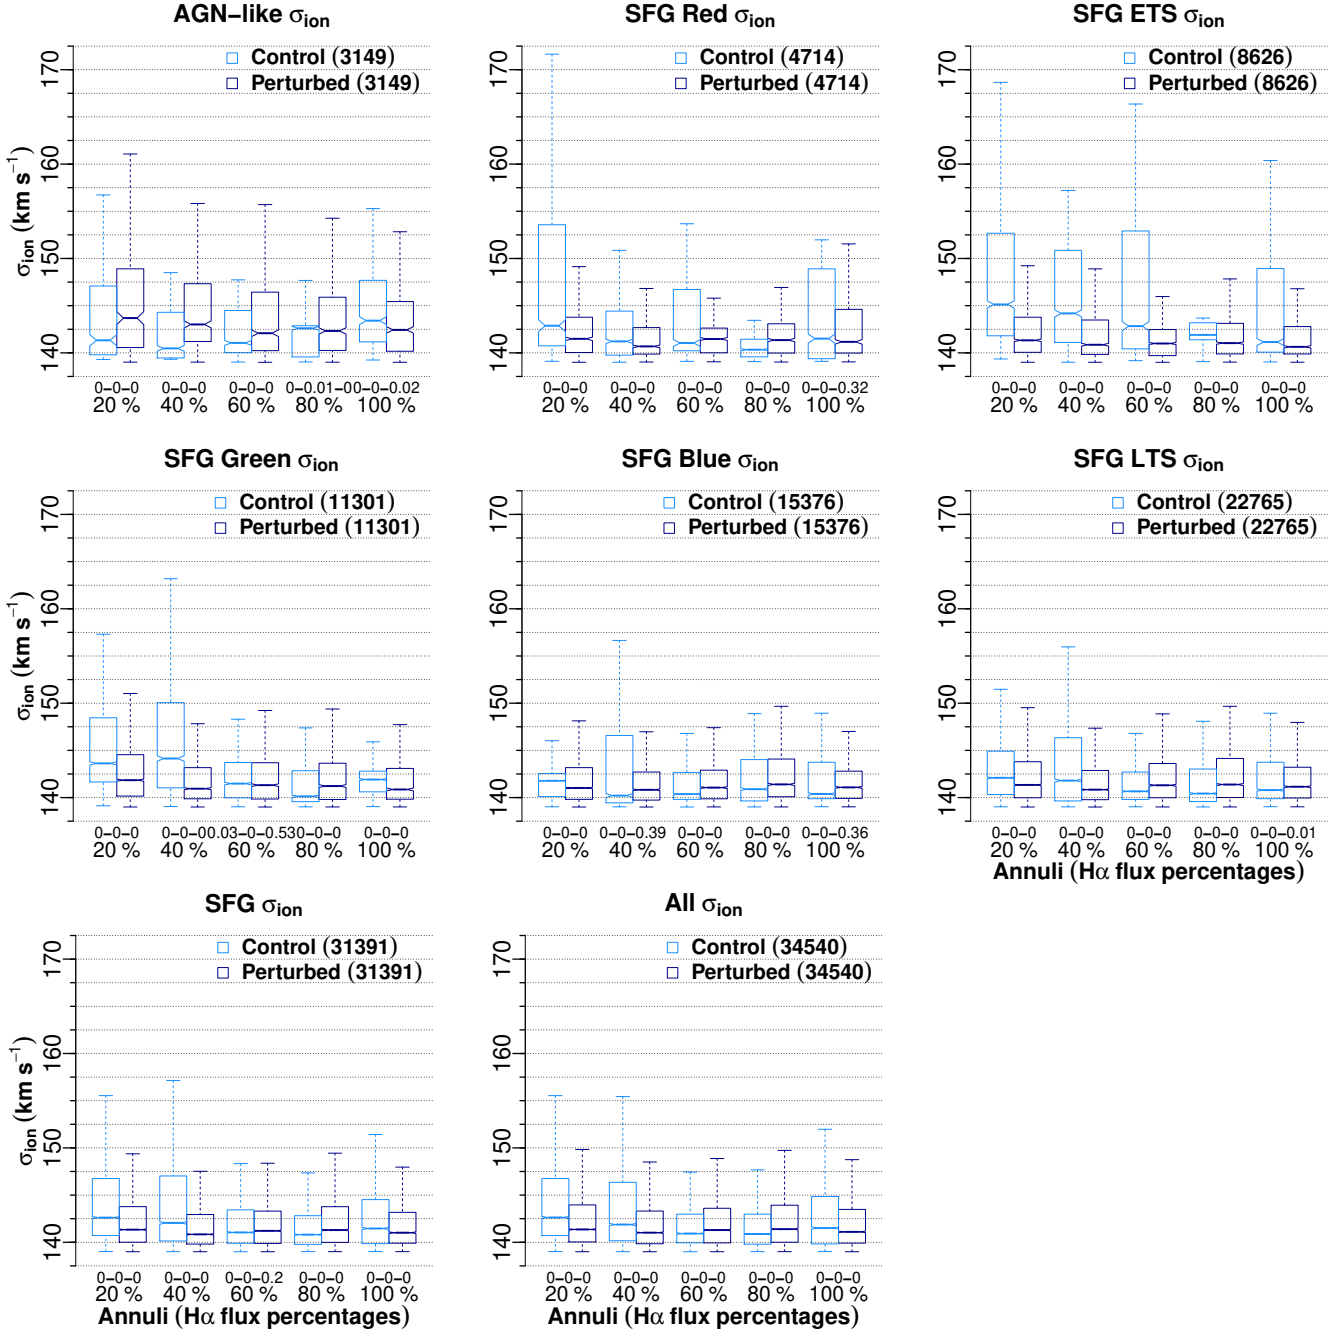 AGN−like σion
Control (3149)
Perturbed (3149)
σion (km s−1)
140 150 160 170
0−0−0 0−0−0 0−0−0 0−0.01−0 0−0−0.02
20 % 40 % 60 % 80 % 100 %
SFG Red σion
Control (4714)
Perturbed (4714)
140 150 160 170
0−0−0 0−0−0 0−0−0 0−0−0 0−0−0.32
20 % 40 % 60 % 80 % 100 %
SFG ETS σion
Control (8626)
Perturbed (8626)
140 150 160 170
0−0−0 0−0−0 0−0−0 0−0−0 0−0−0
20 % 40 % 60 % 80 % 100 %
SFG Green σion
Control (11301)
Perturbed (11301)
σion (km s−1)
140 150 160 170
0−0−0 0−0−0 0.03−0−0.53 0−0−0 0−0−0
20 % 40 % 60 % 80 % 100 %
SFG Blue σion
Control (15376)
Perturbed (15376)
140 150 160 170
0−0−0 0−0−0.39 0−0−0 0−0−0 0−0−0.36
20 % 40 % 60 % 80 % 100 %
SFG LTS σion
Control (22765)
Perturbed (22765)
140 150 160 170
0−0−0 0−0−0 0−0−0 0−0−0 0−0−0.01
20 % 40 % 60 % 80 % 100 %
Annuli (Hα flux percentages)
SFG σion
Control (31391)
Perturbed (31391)
σion (km s−1)
140 150 160 170
0−0−0 0−0−0 0−0−0.2 0−0−0 0−0−0
20 % 40 % 60 % 80 % 100 %
Annuli (Hα flux percentages)
All σion
Control (34540)
Perturbed (34540)
140 150 160 170
0−0−0 0−0−0 0−0−0 0−0−0 0−0−0
20 % 40 % 60 % 80 % 100 %
Annuli (Hα flux percentages)